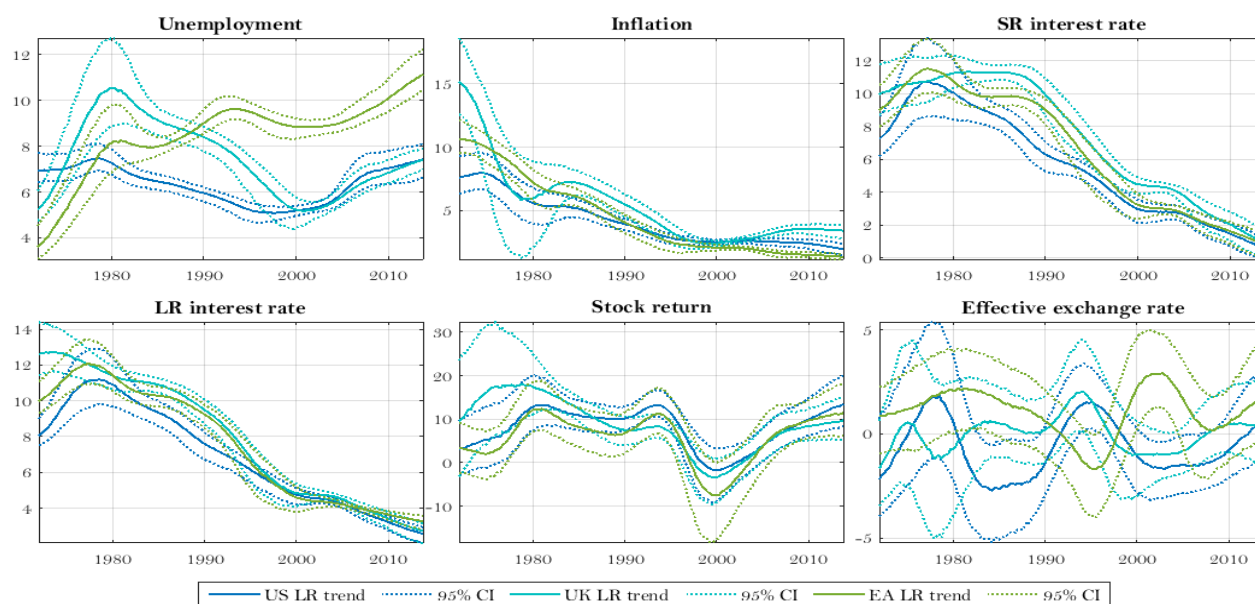 Unemployment
Inflation
SR interest rate
12
10
8
6
4
1980 1990 2000 2010
15
10
5
1980 1990 2000 2010
12
10
8
6
4
2
0
1980 1990 2000 2010
LR interest rate
Stock return
Effective exchange rate
14
12
10
8
6
4
1980 1990 2000 2010
30
20
10
0
-10
1980 1990 2000 2010
5
0
-5
1980 1990 2000 2010
US LR trend 95% CI UK LR trend 95% CI EA LR trend 95% CI